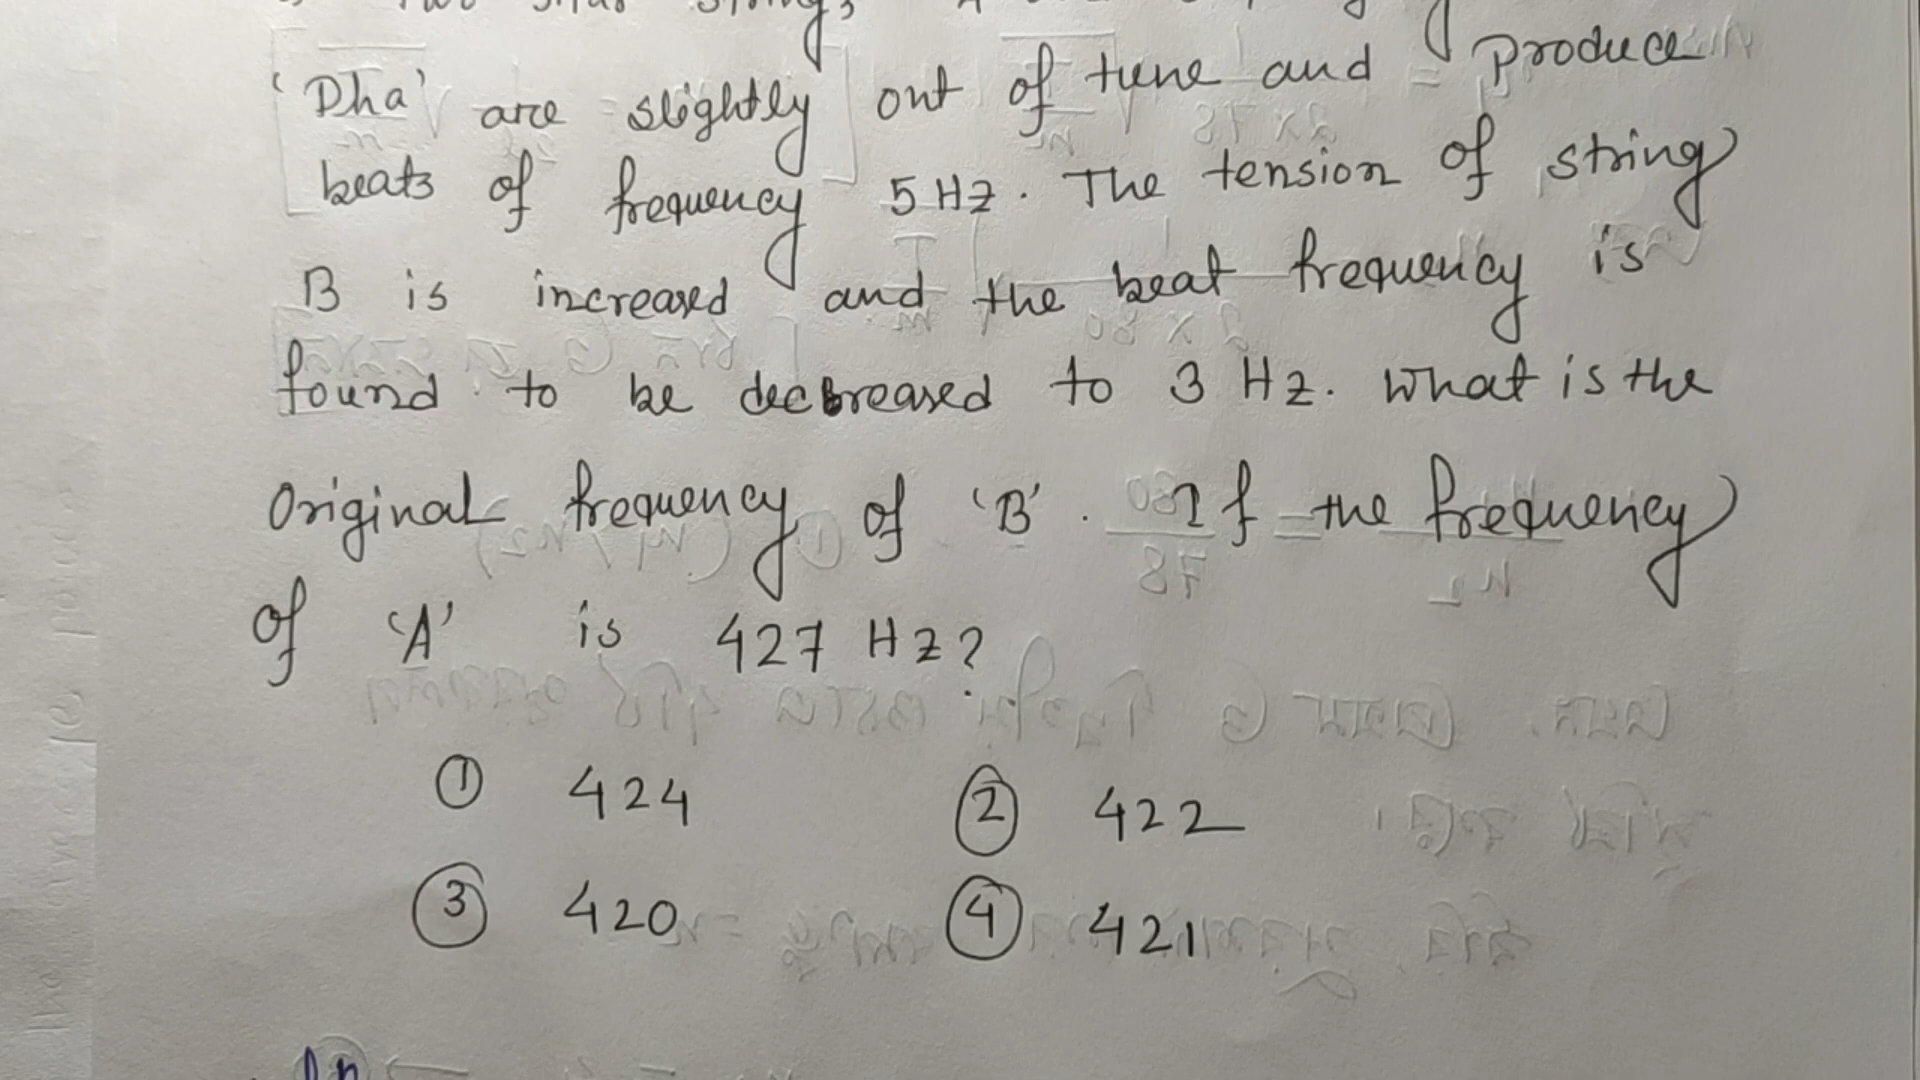 'Dha' are slightly out of tune and produce
beats of frequency 5 Hz. The tension of string
B is increased and the beat frequency is
found to be decreased to 3 Hz. What is the
Original frequency of 'B'. If the frequency
of 'A' is 427 Hz?
① 424 ② 422
③ 420 ④ 421